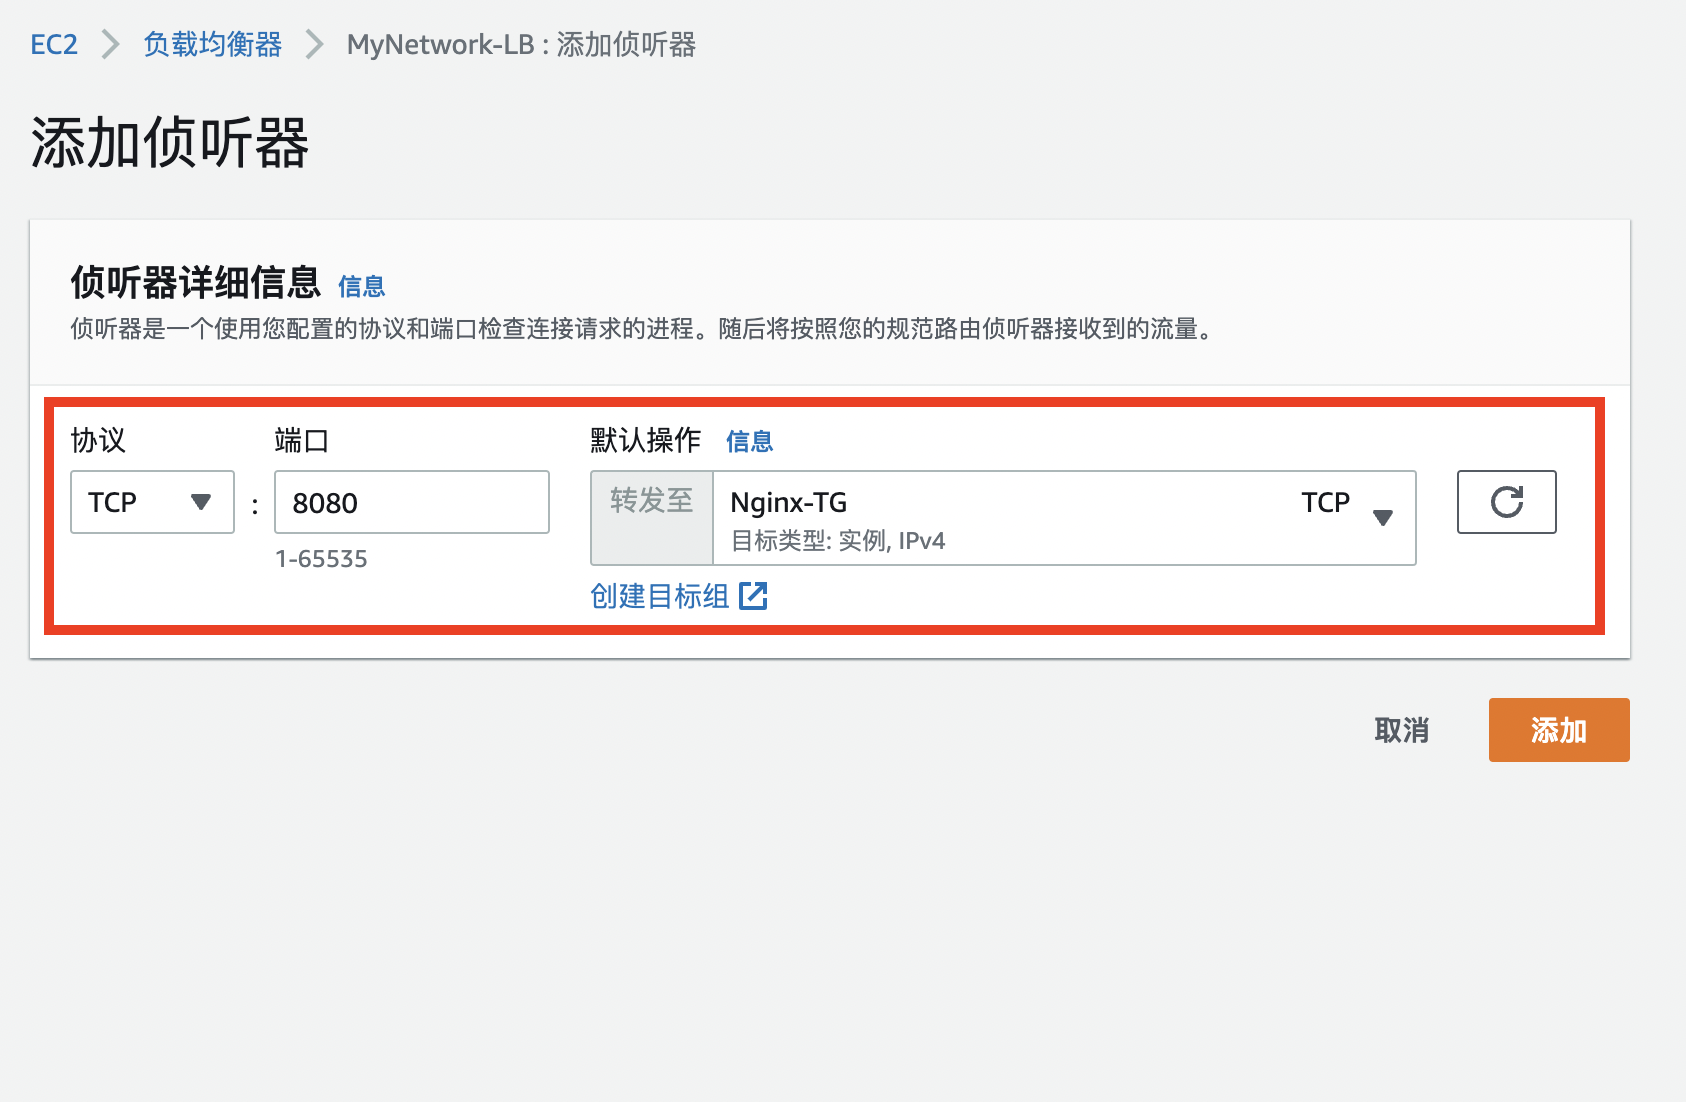 EC2 > 负载均衡器 > MyNetwork-LB : 添加侦听器
添加侦听器
侦听器详细信息 信息
侦听器是一个使用您配置的协议和端口检查连接请求的进程。随后将按照您的规范路由侦听器接收到的流量。
协议 端口 默认操作 信息
TCP : 8080 转发至 Nginx-TG TCP
目标类型: 实例, IPv4
1-65535
创建目标组
取消 添加